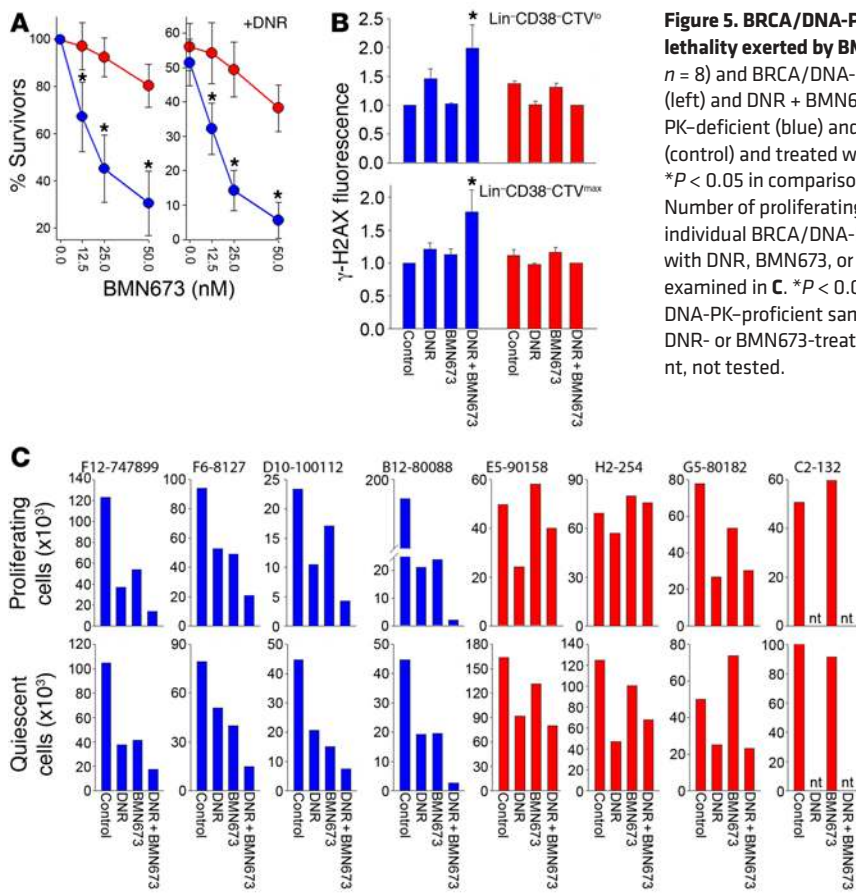 A
+DNR
100
80
60
40
20
60
50
40
30
20
10
0
% Survivors
0.0
12.5
25.0
50.0
0.0
12.5
25.0
50.0
* * *
* * *
BMN673 (nM)
B
Lin⁻CD38⁻CTVˡᵒ
*
2.5
2.0
1.5
1.0
0.5
0.0
Lin⁻CD38⁻CTVᵐᵃˣ
*
2.0
1.5
1.0
0.5
0.0
γ-H2AX fluorescence
Control
DNR
BMN673
DNR + BMN673
Control
DNR
BMN673
DNR + BMN673
Figure 5. BRCA/DNA-P
lethality exerted by BM
n = 8) and BRCA/DNA-
(left) and DNR + BMN6
PK–deficient (blue) and
(control) and treated w
*P < 0.05 in compariso
Number of proliferating
individual BRCA/DNA-
with DNR, BMN673, or
examined in C. *P < 0.0
DNA-PK–proficient sam
DNR- or BMN673-treat
nt, not tested.
C
F12-747899 F6-8127 D10-100112 B12-80088 E5-90158 H2-254 G5-80182 C2-132
Proliferating
cells (x10³)
140 120 100 80 60 40 20 0
100 80 60 40 20 0
25 20 15 10 5 0
200 20 10 0
60 40 20 0
90 60 30 0
80 60 40 20 0
60 40 20 0
nt nt
Quiescent
cells (x10³)
120 100 80 60 40 20 0
90 60 30 0
50 40 30 20 10 0
50 40 30 20 10 0
180 150 120 90 60 30 0
140 120 100 80 60 40 20 0
80 60 40 20 0
100 80 60 40 20 0
nt nt
Control DNR BMN673 DNR + BMN673
Control DNR BMN673 DNR + BMN673
Control DNR BMN673 DNR + BMN673
Control DNR BMN673 DNR + BMN673
Control DNR BMN673 DNR + BMN673
Control DNR BMN673 DNR + BMN673
Control DNR BMN673 DNR + BMN673
Control DNR BMN673 DNR + BMN673